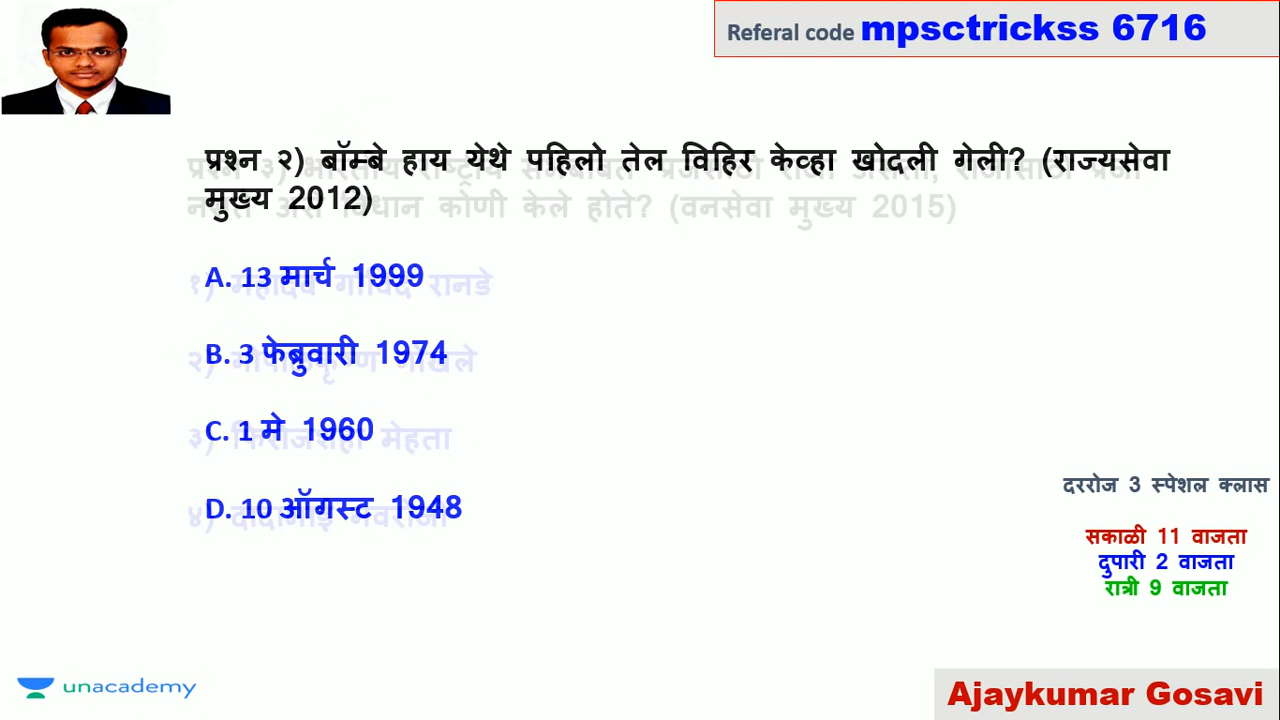 Referal code mpsctrickss 6716
प्रश्न २) बॉम्बे हाय येथे पहिलो तेल विहिर केव्हा खोदली गेली? (राज्यसेवा
मुख्य 2012)
A. 13 मार्च 1999
B. 3 फेब्रुवारी 1974
C. 1 मे 1960
D. 10 ऑगस्ट 1948
दररोज 3 स्पेशल क्लास
सकाळी 11 वाजता
दुपारी 2 वाजता
रात्री 9 वाजता
unacademy
Ajaykumar Gosavi